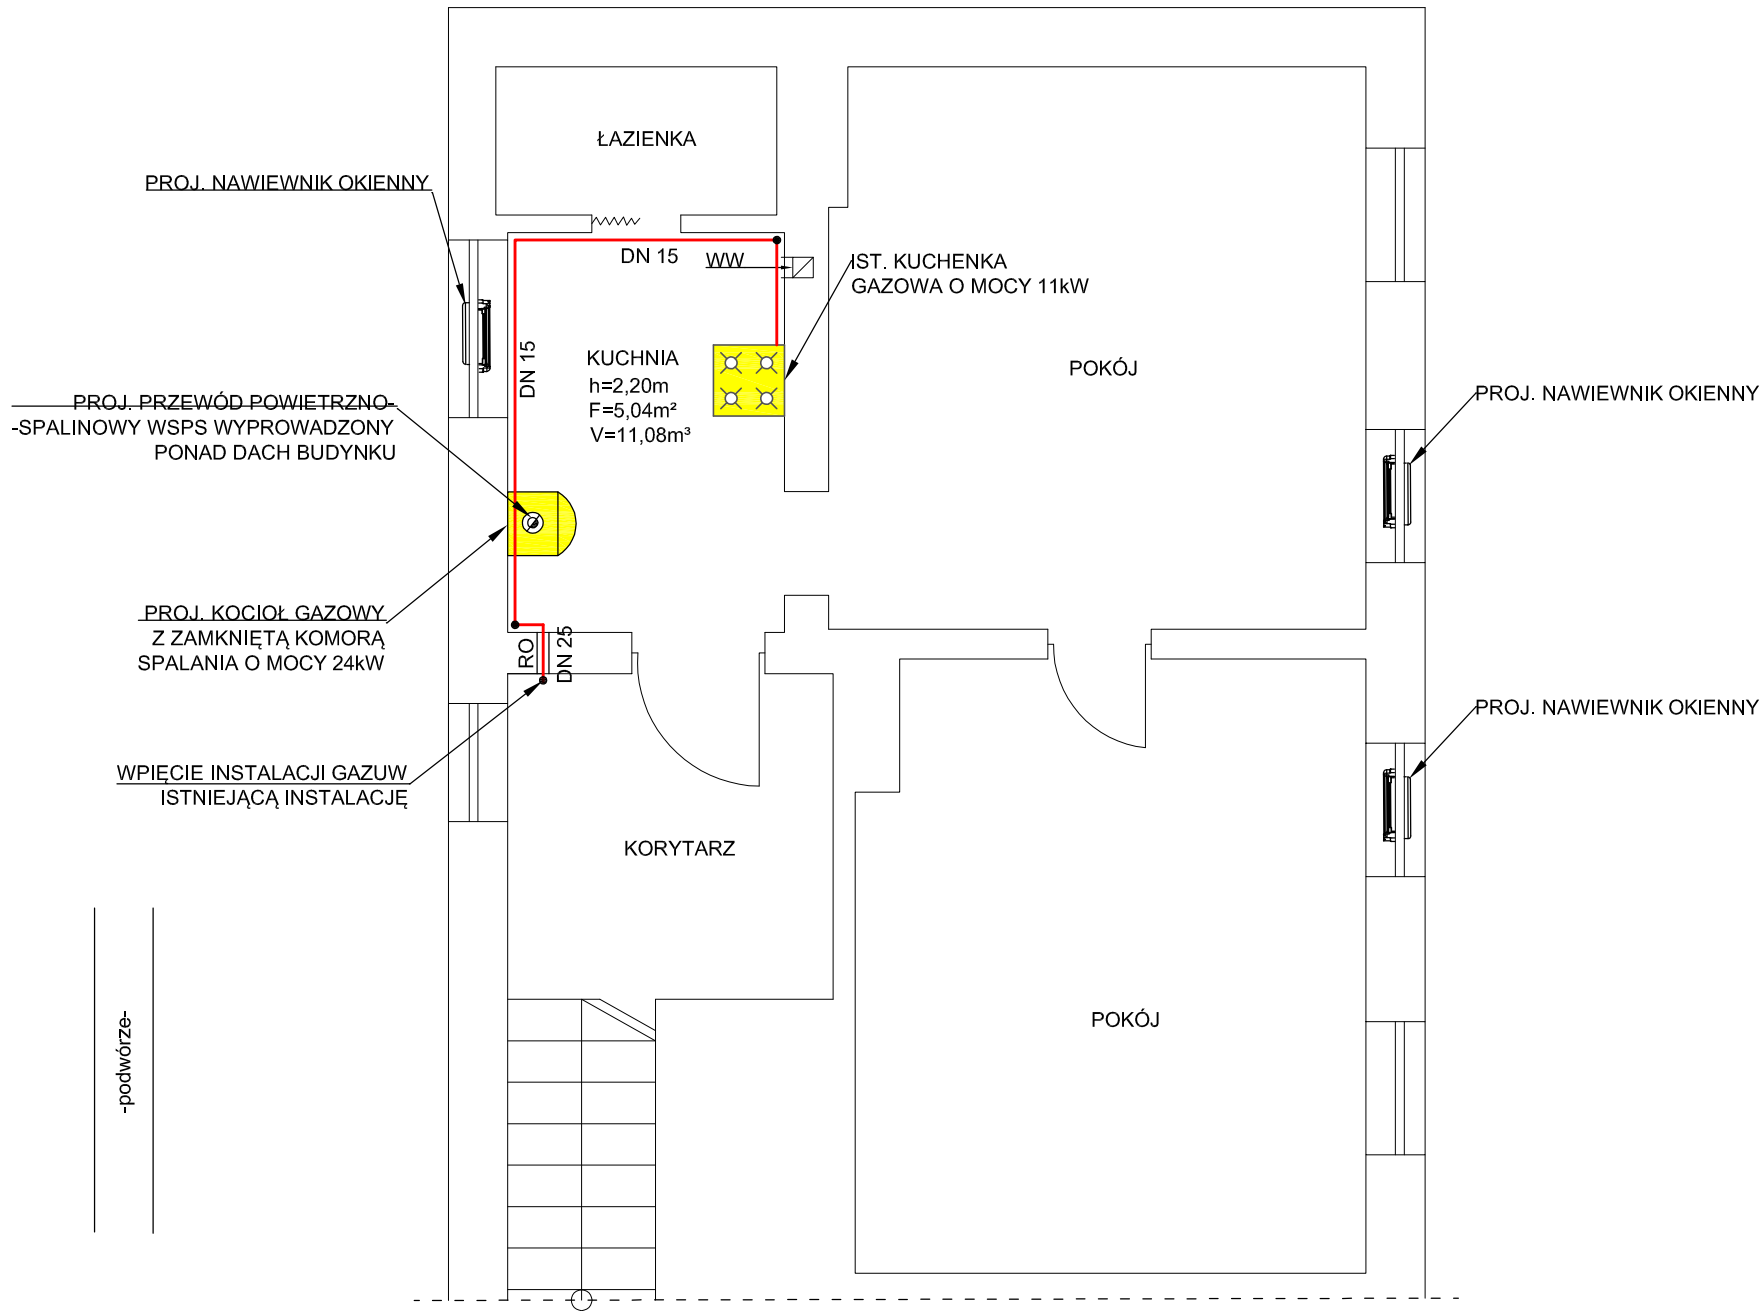 ŁAZIENKA
PROJ. NAWIEWNIK OKIENNY
DN 15
WW
IST. KUCHENKA
GAZOWA O MOCY 11kW
DN 15
KUCHNIA
h=2,20m
F=5,04m²
V=11,08m³
POKÓJ
PROJ. NAWIEWNIK OKIENNY
PROJ. PRZEWÓD POWIETRZNO-
-SPALINOWY WSPS WYPROWADZONY
PONAD DACH BUDYNKU
PROJ. KOCIOŁ GAZOWY
Z ZAMKNIĘTĄ KOMORĄ
SPALANIA O MOCY 24kW
RO
DN 25
PROJ. NAWIEWNIK OKIENNY
WPIĘCIE INSTALACJI GAZUW
ISTNIEJĄCĄ INSTALACJĘ
KORYTARZ
POKÓJ
-podwórze-